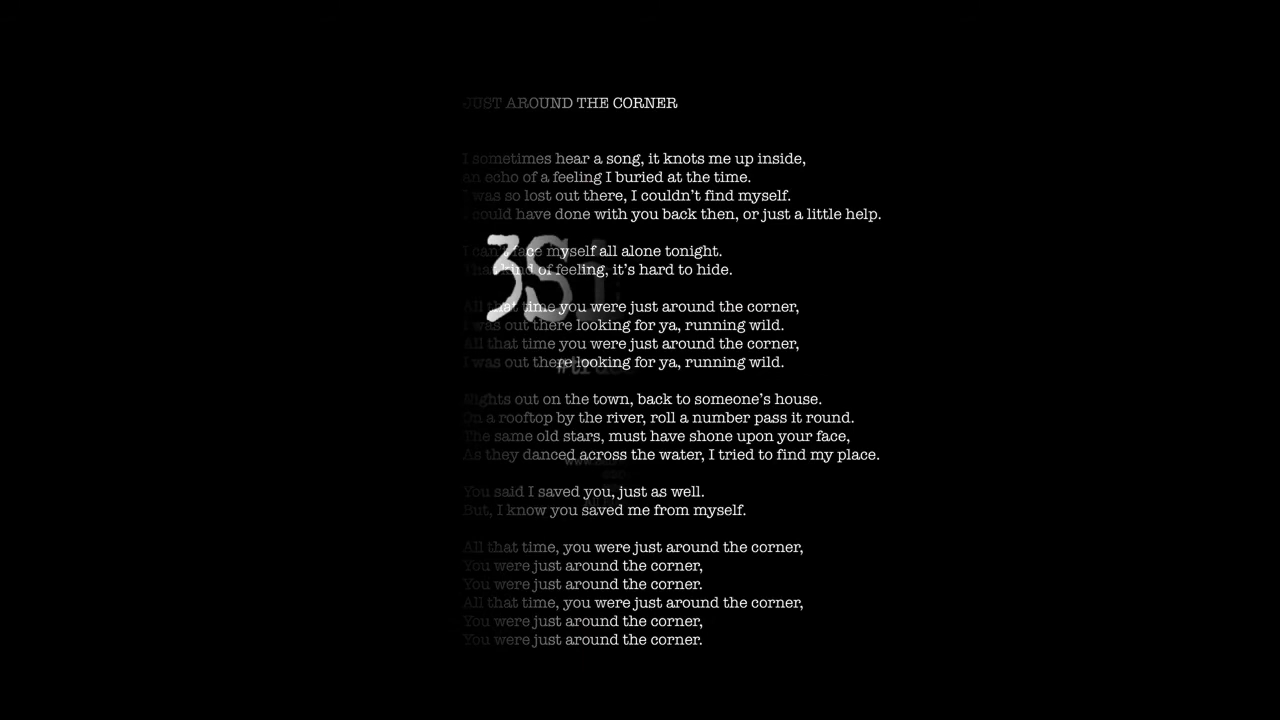 JUST AROUND THE CORNER
I sometimes hear a song, it knots me up inside,
An echo of a feeling I buried at the time.
I was so lost out there, I couldn't find myself.
I could have done with you back then, or just a little help.
I can't face myself all alone tonight.
That kind of feeling, it's hard to hide.
3S
All that time you were just around the corner,
I was out there looking for ya, running wild.
All that time you were just around the corner,
I was out there looking for ya, running wild.
Nights out on the town, back to someone's house.
On a rooftop by the river, roll a number pass it round.
The same old stars, must have shone upon your face,
As they danced across the water, I tried to find my place.
www.
You said I saved you, just as well.
But, I know you saved me from myself.
All that time, you were just around the corner,
You were just around the corner,
You were just around the corner.
All that time, you were just around the corner,
You were just around the corner,
You were just around the corner.